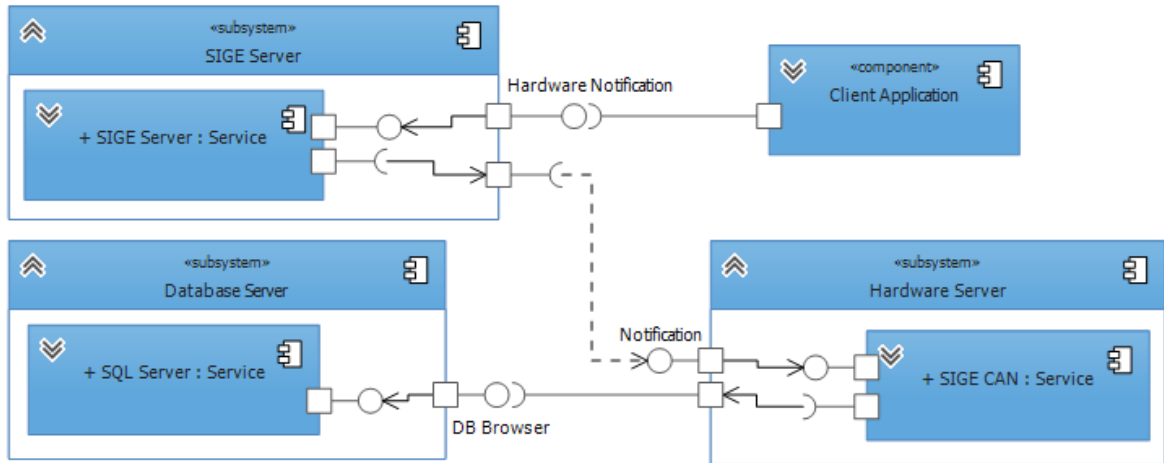 «subsystem»
SIGE Server
+ SIGE Server : Service
Hardware Notification
«component»
Client Application
«subsystem»
Database Server
+ SQL Server : Service
DB Browser
Notification
«subsystem»
Hardware Server
+ SIGE CAN : Service